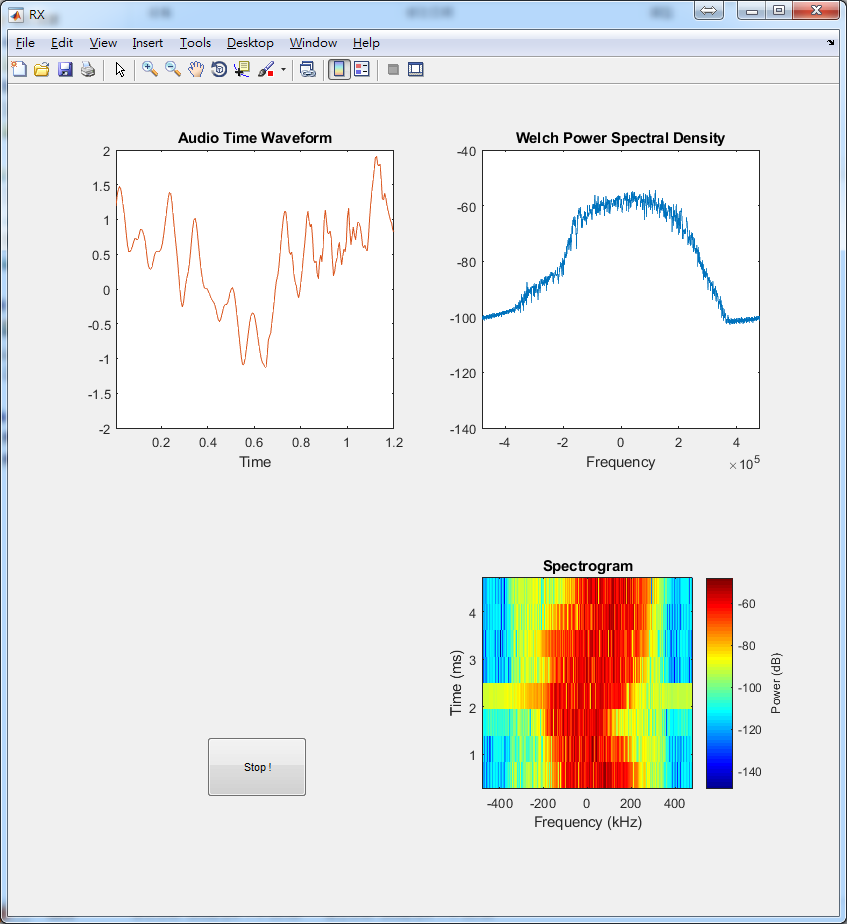 RX
File Edit View Insert Tools Desktop Window Help
Audio Time Waveform
2
1.5
1
0.5
0
-0.5
-1
-1.5
-2
0.2 0.4 0.6 0.8 1 1.2
Time
Welch Power Spectral Density
-40
-60
-80
-100
-120
-140
-4 -2 0 2 4
Frequency
×10^5
Stop !
Spectrogram
4
3
2
1
Time (ms)
-400 -200 0 200 400
Frequency (kHz)
-60
-80
-100
-120
-140
Power (dB)